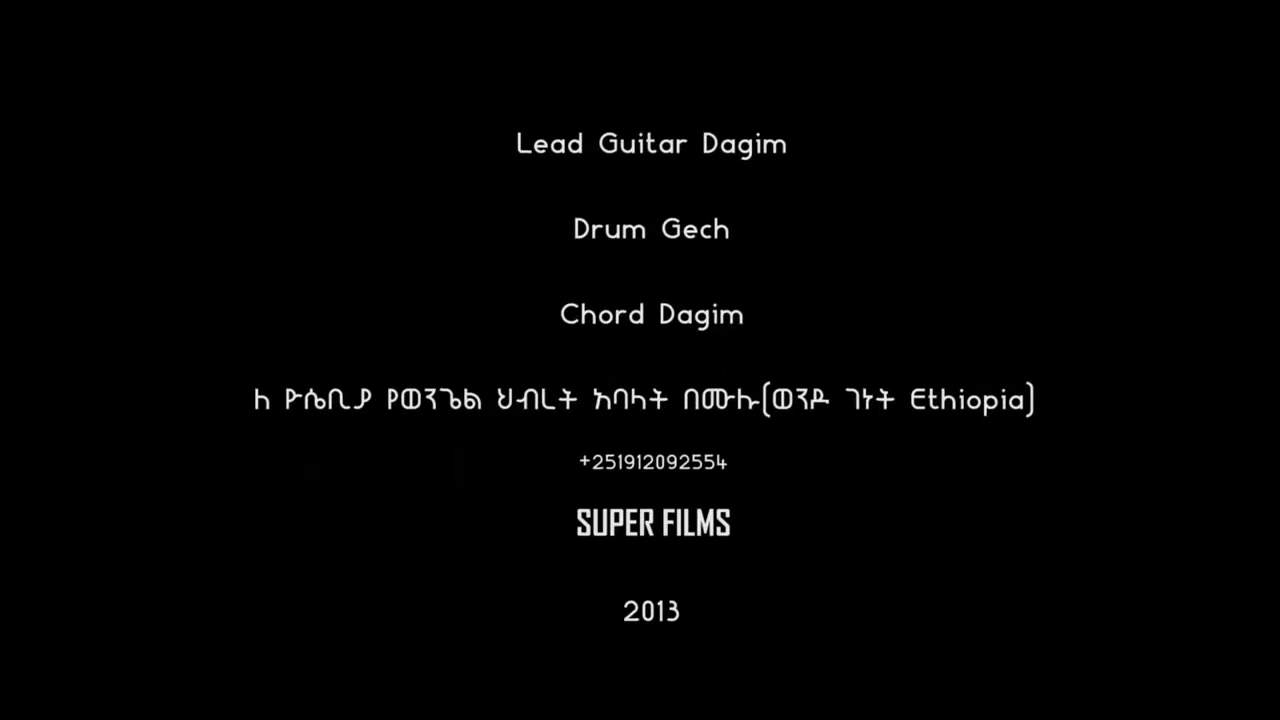 Lead Guitar Dagim
Drum Gech
Chord Dagim
ለ ዮሴቢያ የወንጌል ህብረት አባላት በሙሉ(ወንዶ ገነት Ethiopia)
+251912092554
SUPER FILMS
2013